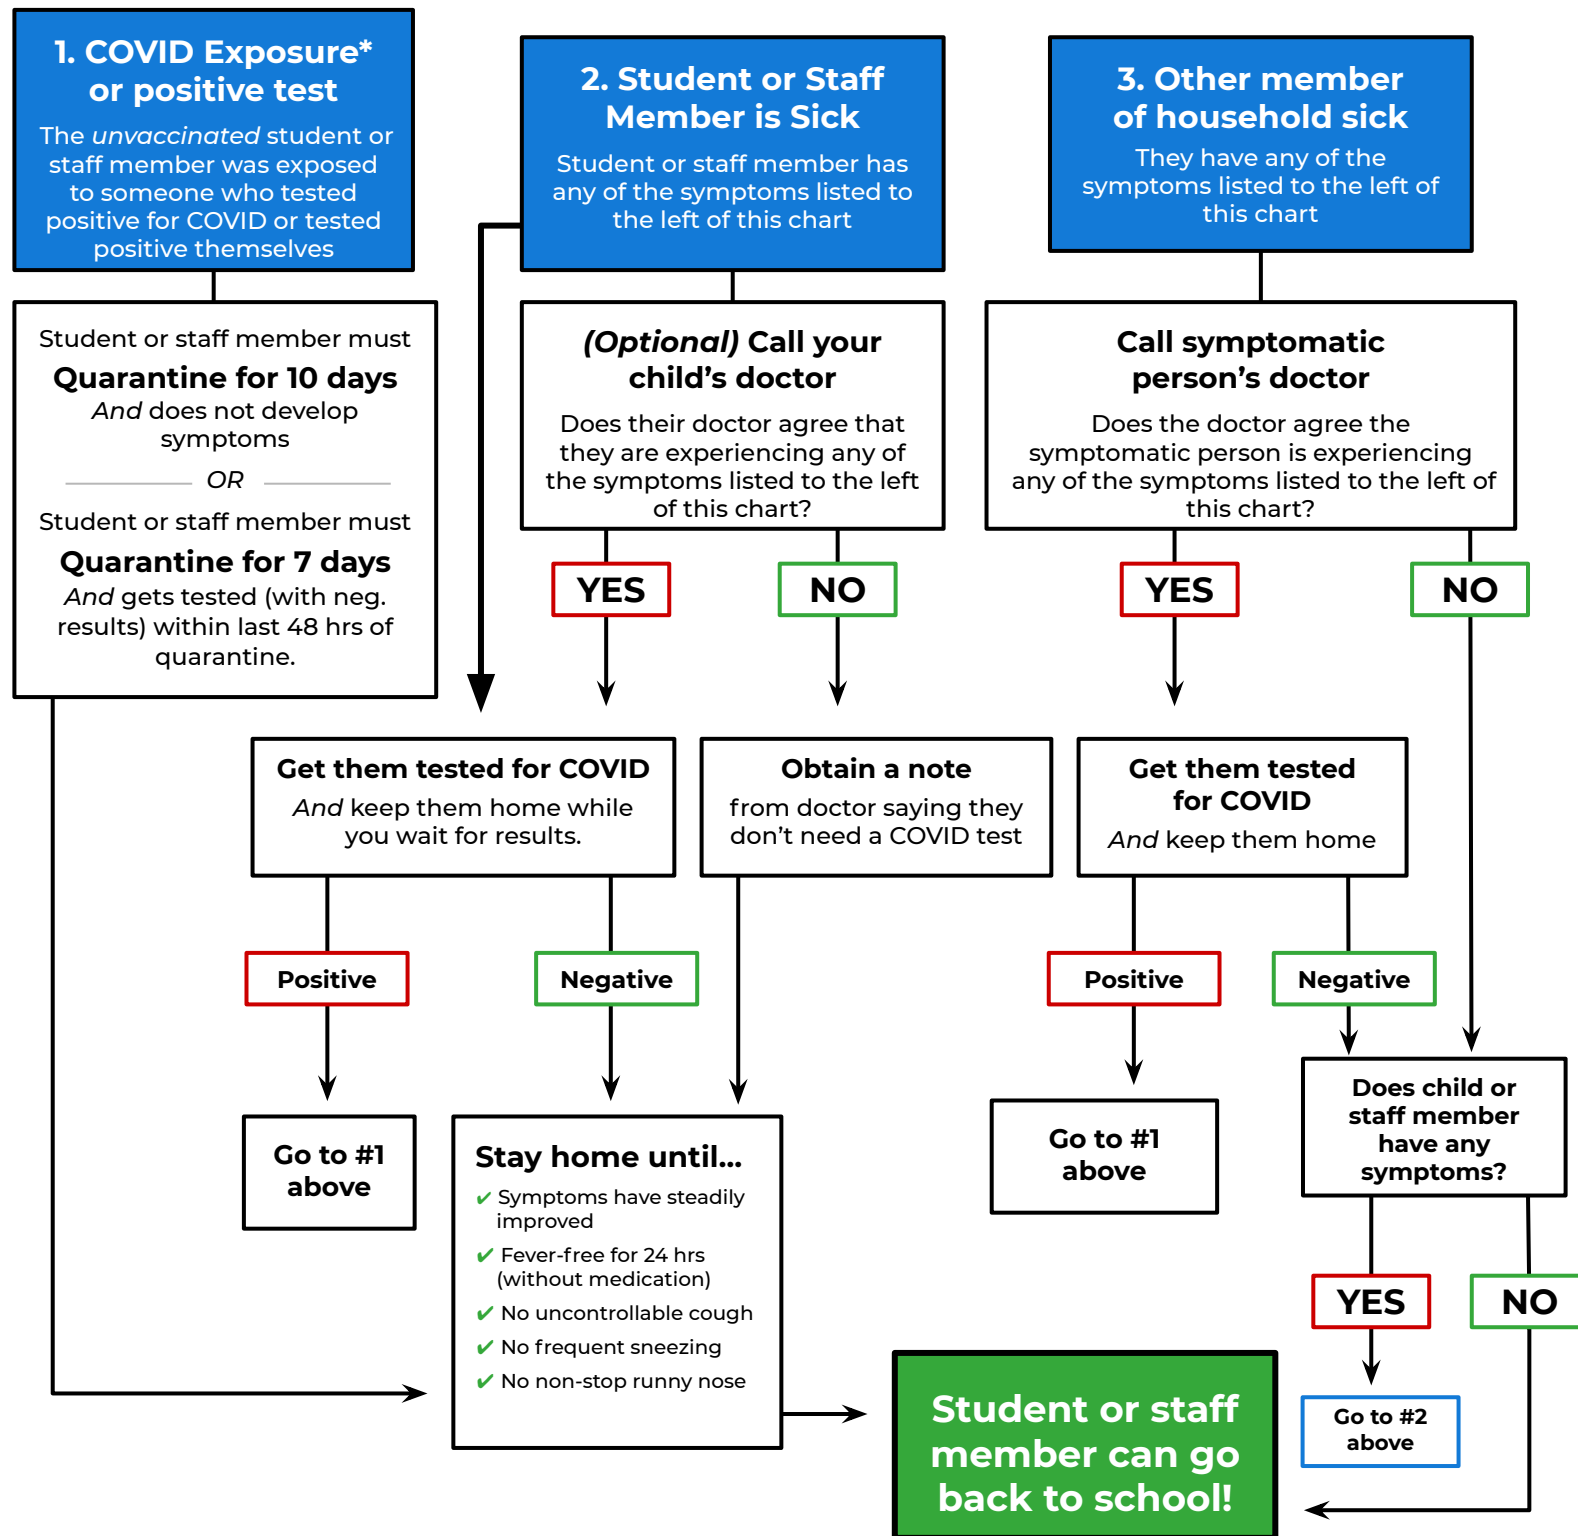 1. COVID Exposure*
or positive test
The unvaccinated student or
staff member was exposed
to someone who tested
positive for COVID or tested
positive themselves
2. Student or Staff
Member is Sick
Student or staff member has
any of the symptoms listed to
the left of this chart
3. Other member
of household sick
They have any of the
symptoms listed to the left of
this chart
Student or staff member must
Quarantine for 10 days
And does not develop
symptoms
OR
Student or staff member must
Quarantine for 7 days
And gets tested (with neg.
results) within last 48 hrs of
quarantine.
(Optional) Call your
child's doctor
Does their doctor agree that
they are experiencing any of
the symptoms listed to the left
of this chart?
Call symptomatic
person's doctor
Does the doctor agree the
symptomatic person is experiencing
any of the symptoms listed to the left of
this chart?
YES
NO
YES
NO
Get them tested for COVID
And keep them home while
you wait for results.
Obtain a note
from doctor saying they
don't need a COVID test
Get them tested
for COVID
And keep them home
Positive
Negative
Positive
Negative
Go to #1
above
Stay home until...
✔ Symptoms have steadily
improved
✔ Fever-free for 24 hrs
(without medication)
✔ No uncontrollable cough
✔ No frequent sneezing
✔ No non-stop runny nose
Go to #1
above
Does child or
staff member
have any
symptoms?
YES
NO
Go to #2
above
Student or staff
member can go
back to school!